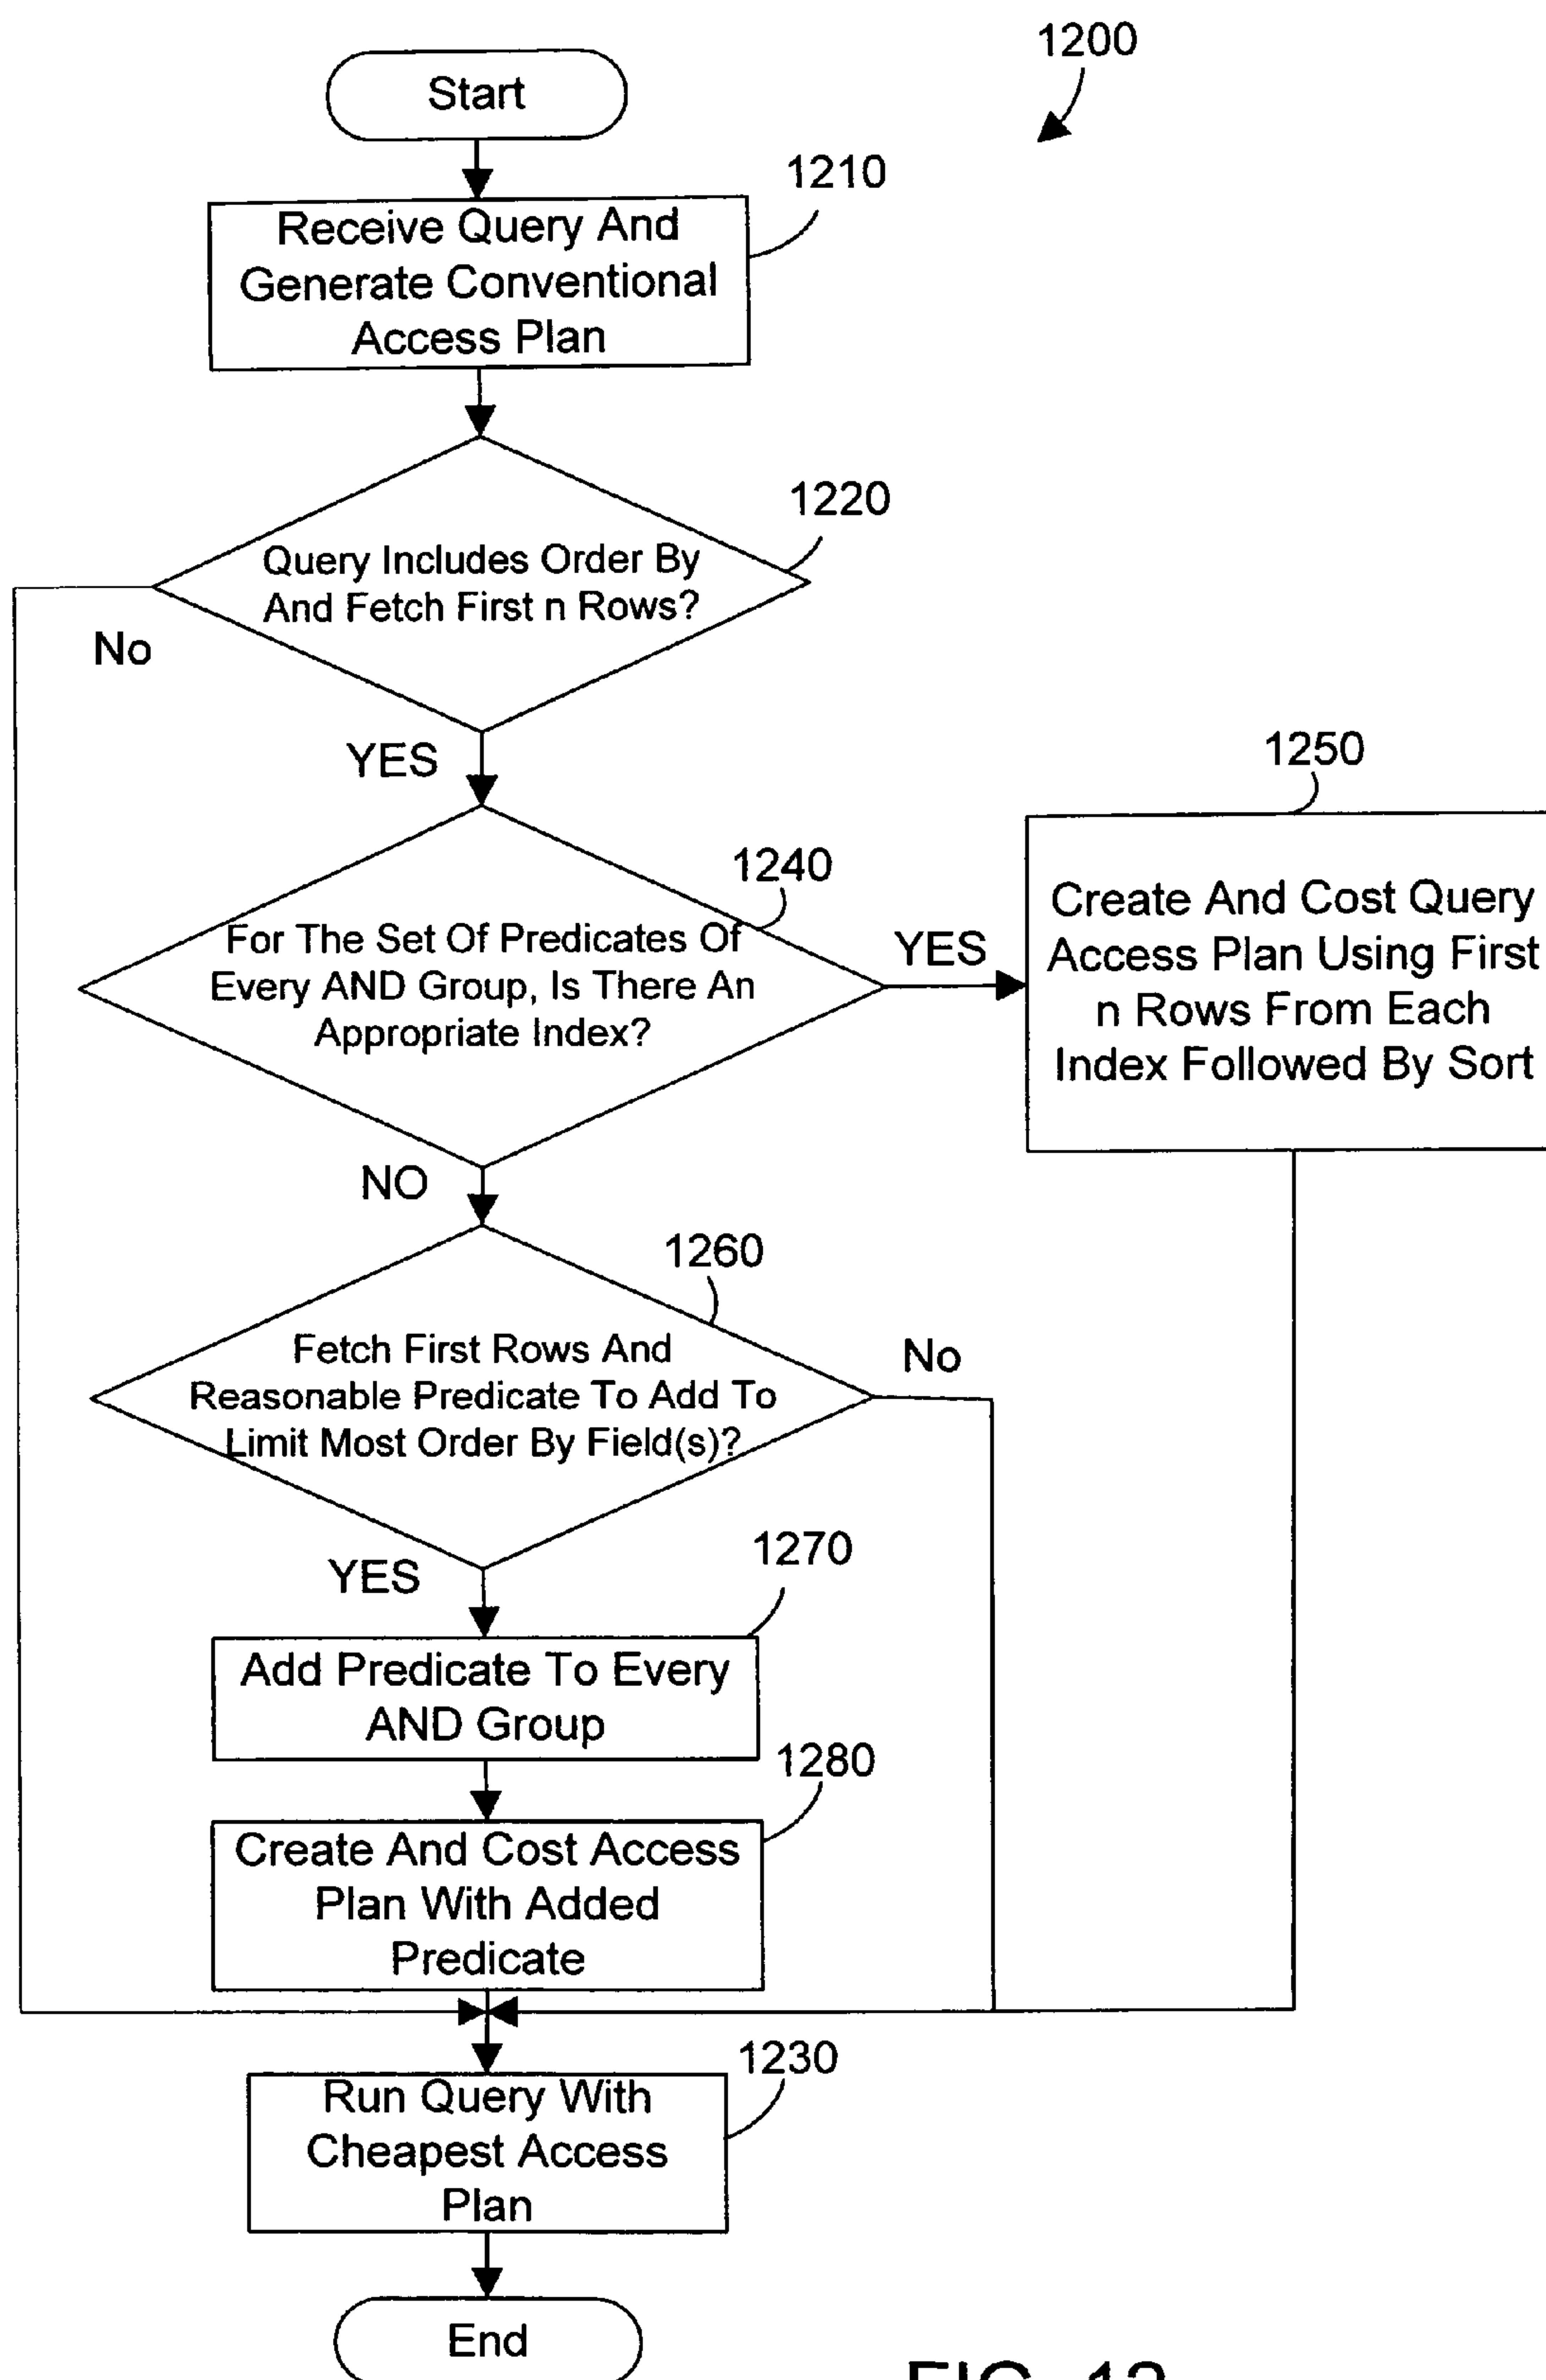 1200
Start
1210
Receive Query And
Generate Conventional
Access Plan
1220
Query Includes Order By
And Fetch First n Rows?
No
YES
1250
1240
For The Set Of Predicates Of
Every AND Group, Is There An
Appropriate Index?
YES
Create And Cost Query
Access Plan Using First
n Rows From Each
Index Followed By Sort
NO
1260
Fetch First Rows And
Reasonable Predicate To Add To
Limit Most Order By Field(s)?
No
YES
1270
Add Predicate To Every
AND Group
1280
Create And Cost Access
Plan With Added
Predicate
1230
Run Query With
Cheapest Access
Plan
End
FIG. 12